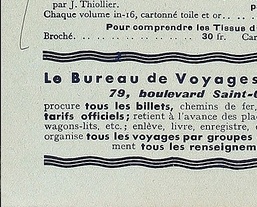 par J. Thiollier.
Chaque volume in-16, cartonné toile et or..
Pour comprendre les Tissus d
Broché. . . . . . . . . . 30 fr. Car
Le Bureau de Voyages
79, boulevard Saint-G
procure tous les billets, chemins de fer,
tarifs officiels; retient à l'avance des pla
wagons-lits, etc.; enlève, livre, enregistre,
organise tous les voyages par groupes
ment tous les renseignem